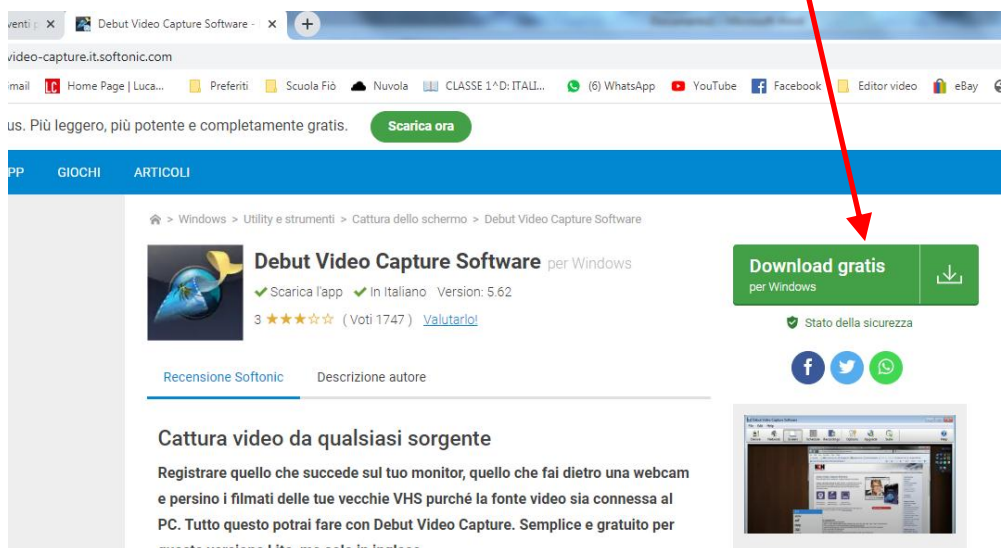 venti p
Debut Video Capture Software -
video-capture.it.softonic.com
mail Home Page | Luca... Preferiti Scuola Fiò Nuvola CLASSE 1^D: ITALI... (6) WhatsApp YouTube Facebook Editor video eBay
us. Più leggero, più potente e completamente gratis. Scarica ora
PP GIOCHI ARTICOLI
> Windows > Utility e strumenti > Cattura dello schermo > Debut Video Capture Software
Debut Video Capture Software per Windows
Scarica l'app In Italiano Version: 5.62
3 ★★★☆☆ ( Voti 1747 ) Valutarlo!
Download gratis
per Windows
Stato della sicurezza
Recensione Softonic Descrizione autore
Cattura video da qualsiasi sorgente
Registrare quello che succede sul tuo monitor, quello che fai dietro una webcam
e persino i filmati delle tue vecchie VHS purché la fonte video sia connessa al
PC. Tutto questo potrai fare con Debut Video Capture. Semplice e gratuito per